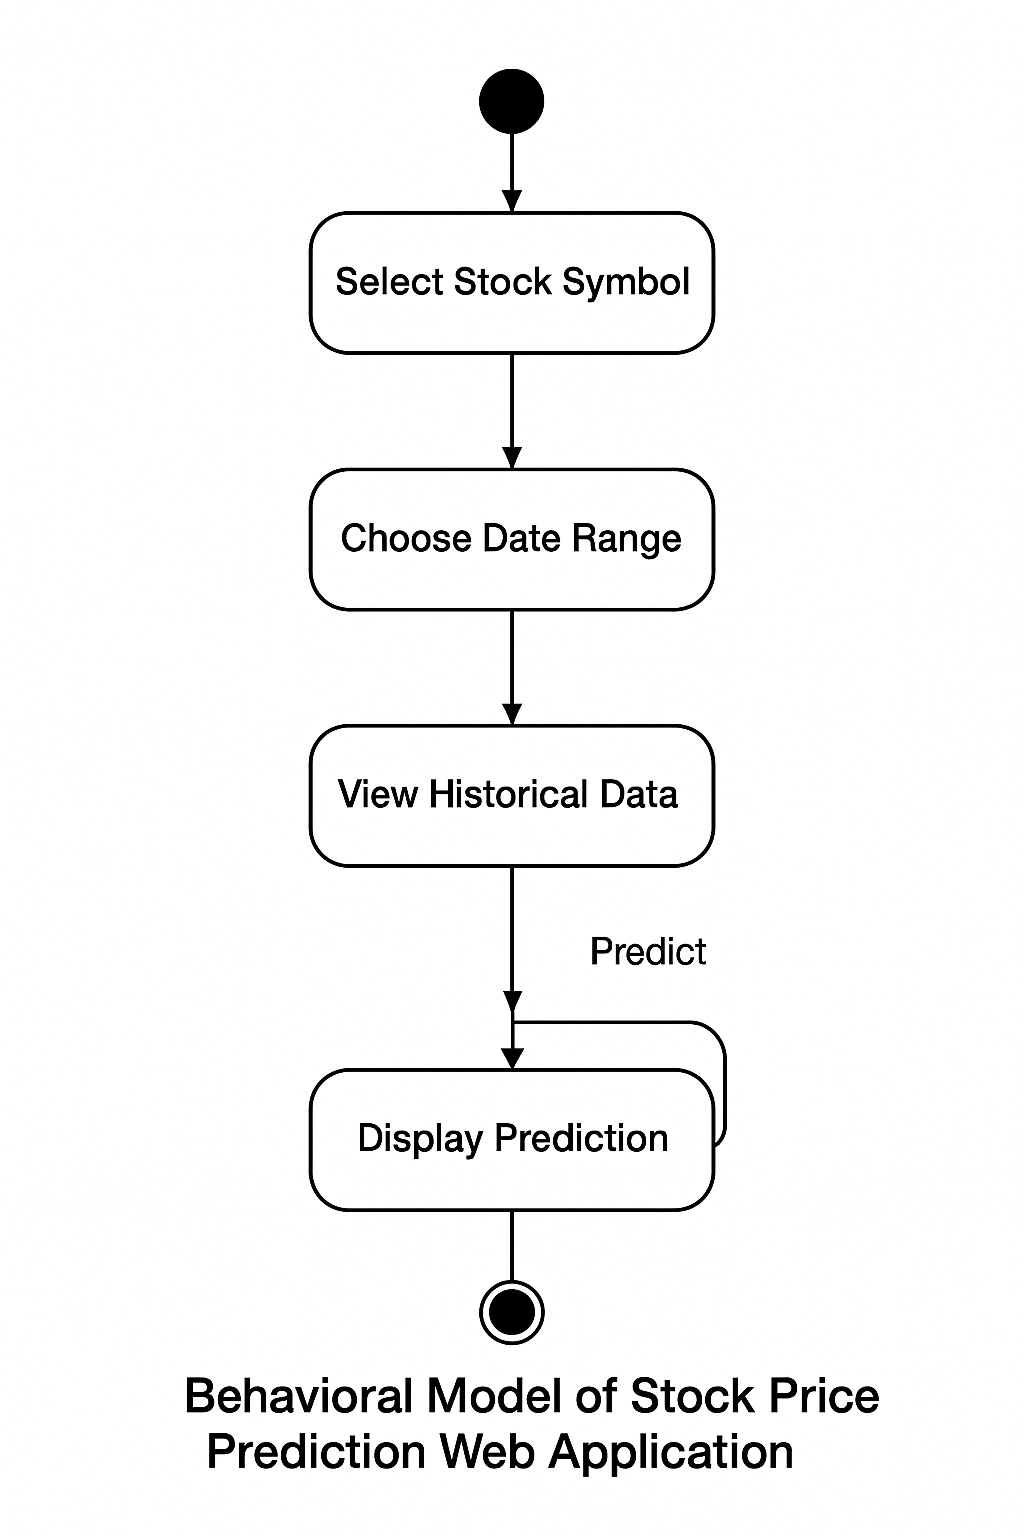 Select Stock Symbol
Choose Date Range
View Historical Data
Predict
Display Prediction
Behavioral Model of Stock Price
Prediction Web Application